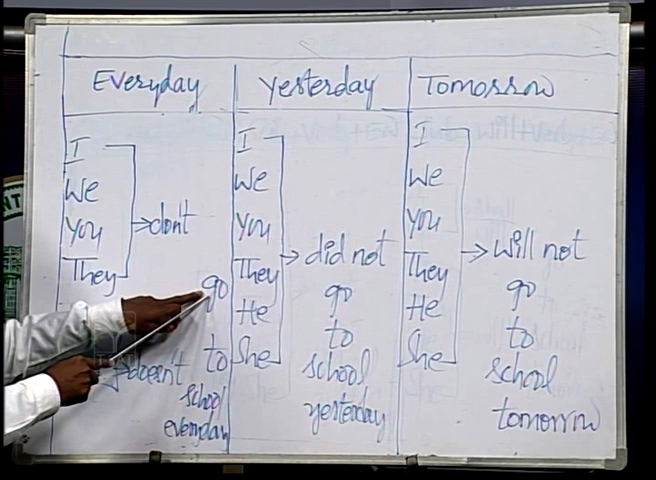 Everyday
I
We
You
They
don't
doesn't
go
to
school
everyday
Yesterday
I
We
You
They
He
She
did not
go
to
school
yesterday
Tomorrow
I
We
You
They
He
She
will not
go
to
school
tomorrow